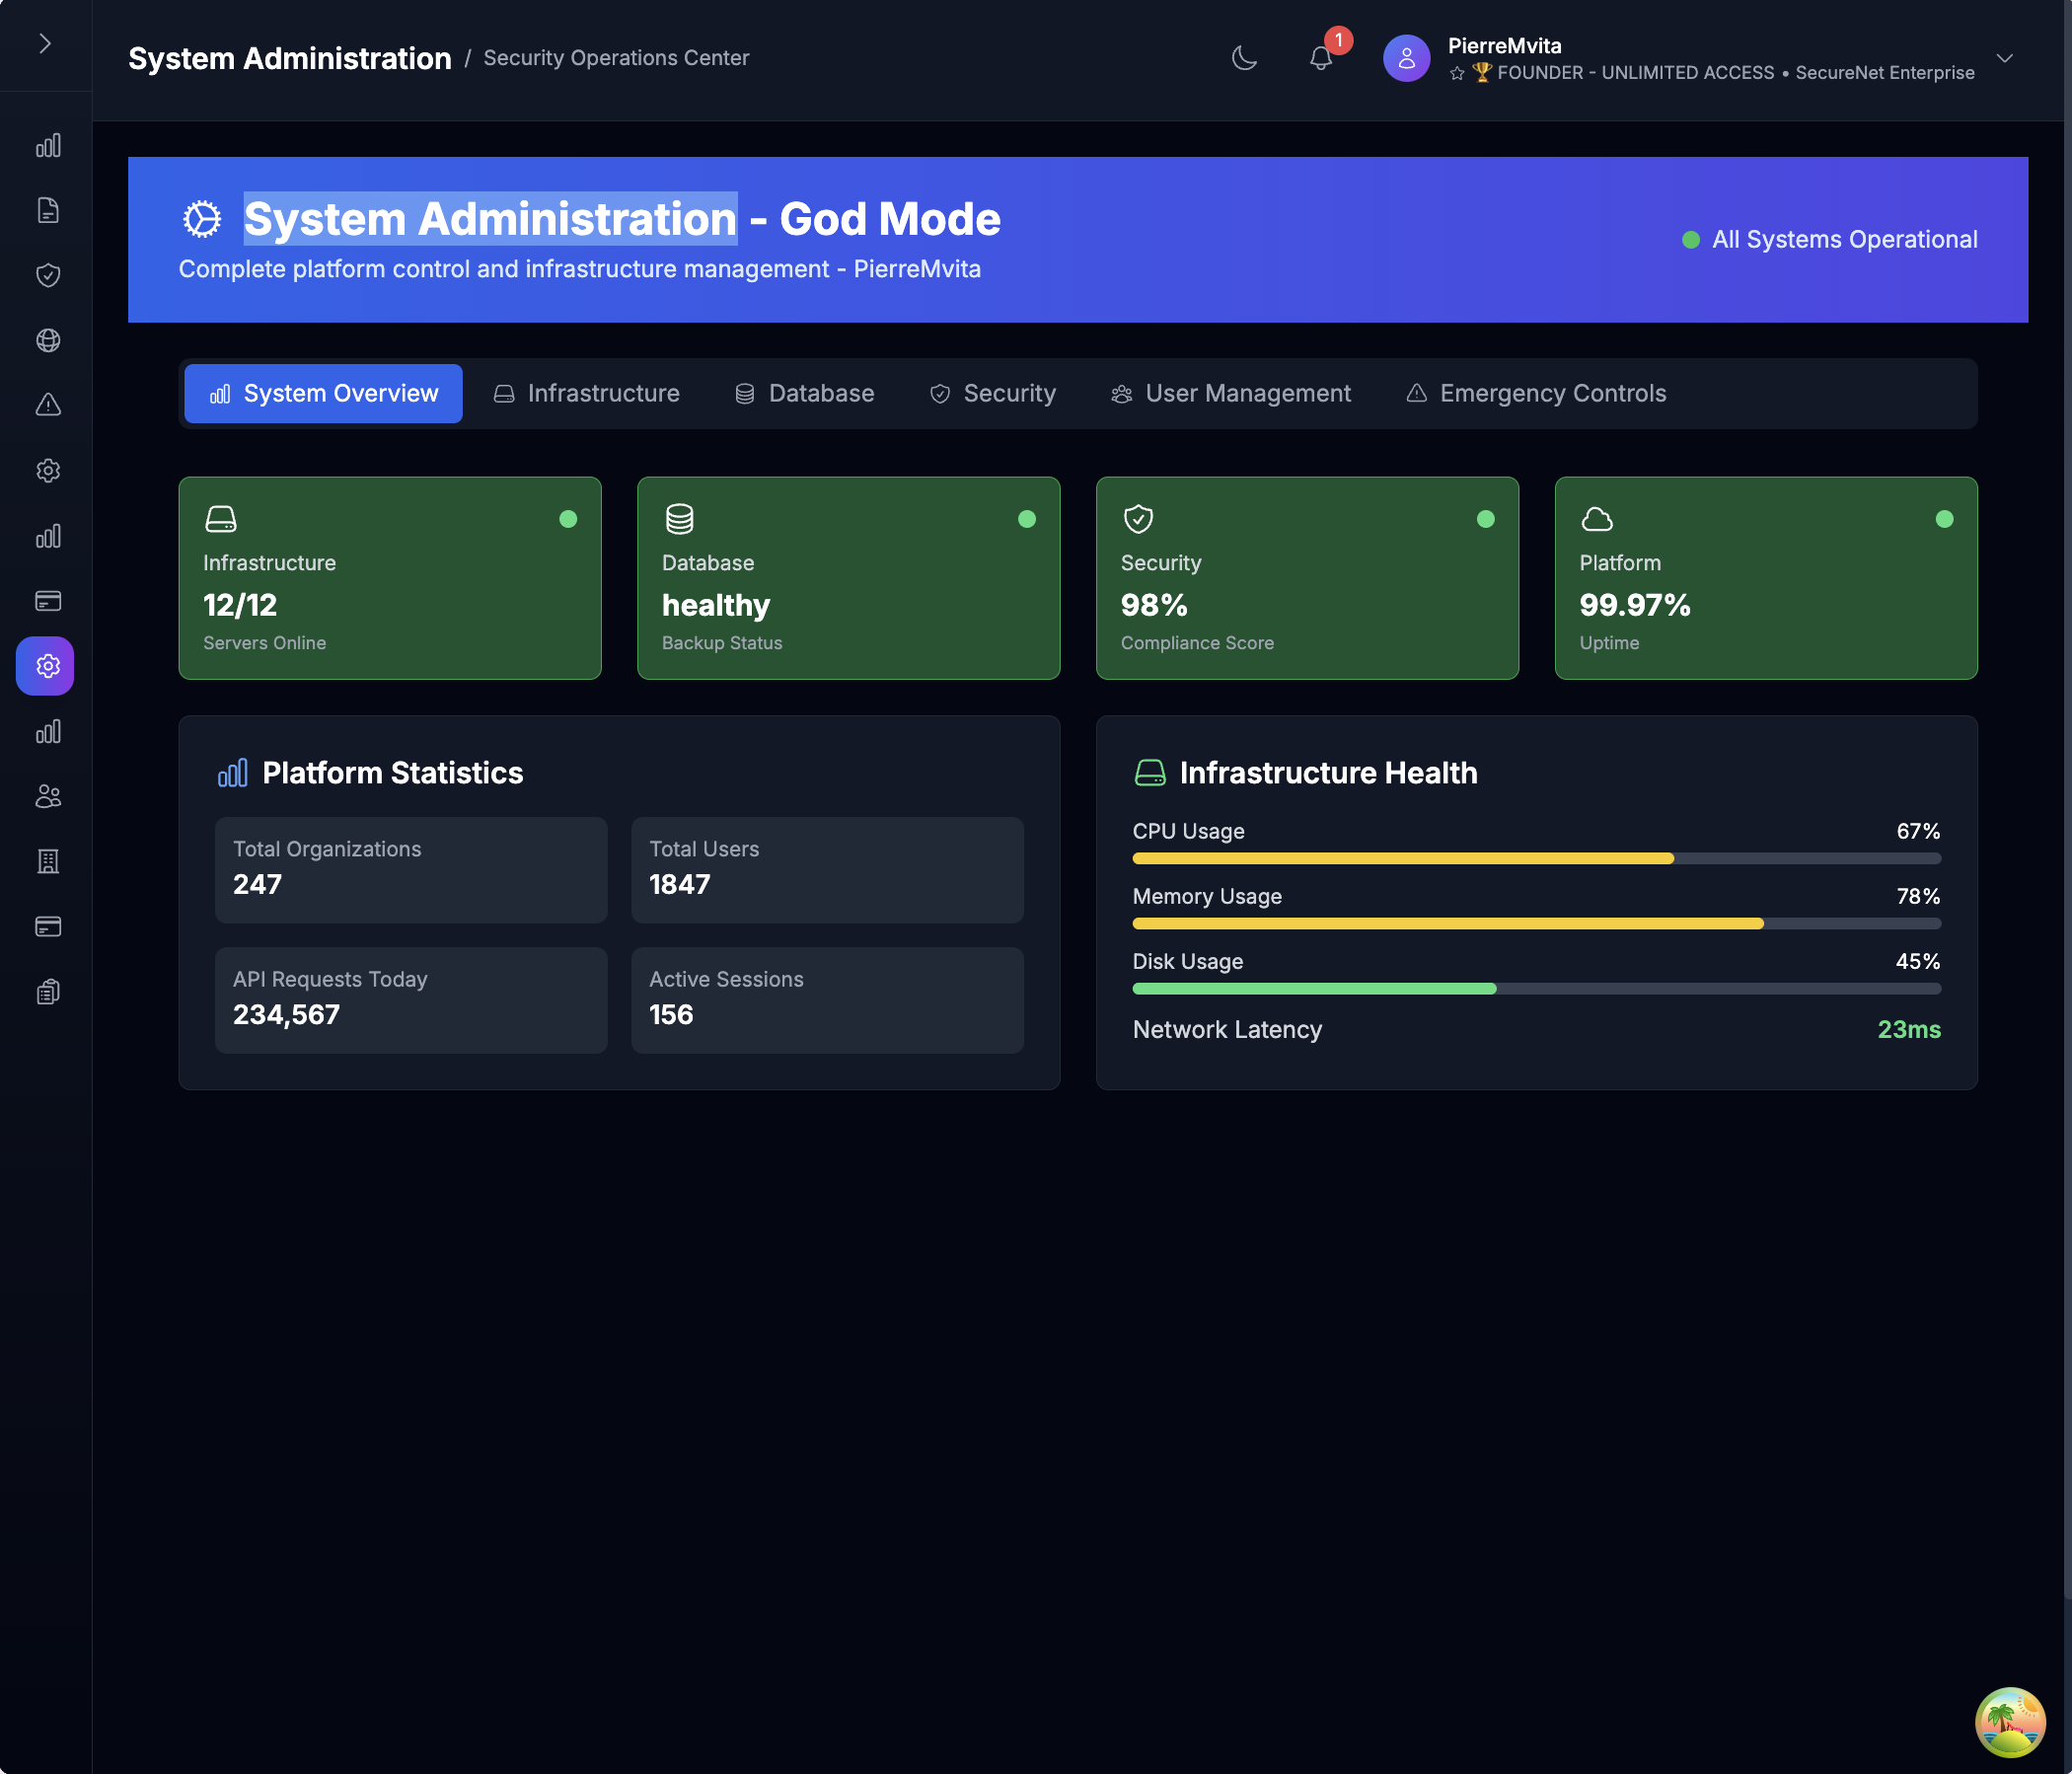 System Administration / Security Operations Center
1
PierreMvita
🏆 FOUNDER - UNLIMITED ACCESS • SecureNet Enterprise
System Administration - God Mode
Complete platform control and infrastructure management - PierreMvita
All Systems Operational
System Overview
Infrastructure
Database
Security
User Management
Emergency Controls
Infrastructure
12/12
Servers Online
Database
healthy
Backup Status
Security
98%
Compliance Score
Platform
99.97%
Uptime
Platform Statistics
Total Organizations
247
Total Users
1847
API Requests Today
234,567
Active Sessions
156
Infrastructure Health
CPU Usage 67%
Memory Usage 78%
Disk Usage 45%
Network Latency 23ms